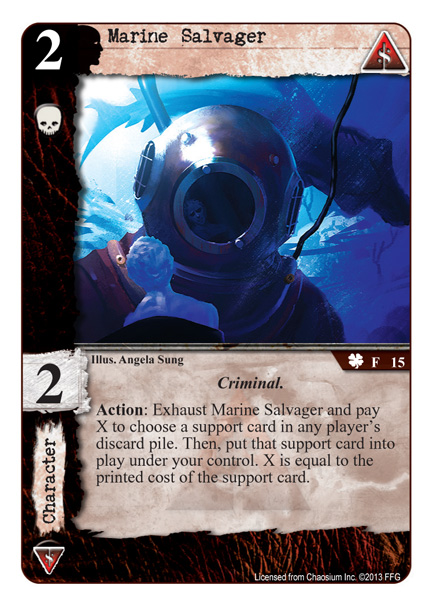 2
Marine Salvager
Illus. Angela Sung
F 15
2
Criminal.
Action: Exhaust Marine Salvager and pay
X to choose a support card in any player's
discard pile. Then, put that support card into
play under your control. X is equal to the
printed cost of the support card.
Character
Licensed from Chaosium Inc. ©2013 FFG